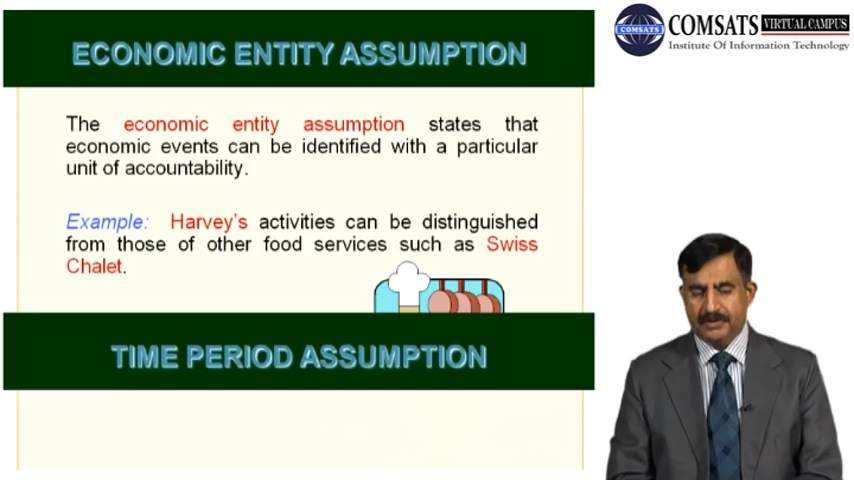 ECONOMIC ENTITY ASSUMPTION
The economic entity assumption states that
economic events can be identified with a particular
unit of accountability.
Example: Harvey's activities can be distinguished
from those of other food services such as Swiss
Chalet.
TIME PERIOD ASSUMPTION
COMSATS
COMSATS VIRTUAL CAMPUS
Institute Of Information Technology